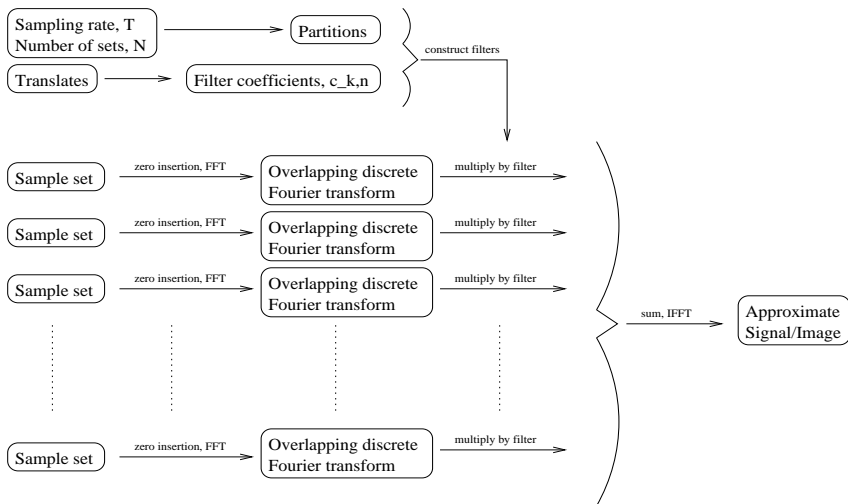 Sampling rate, T
Number of sets, N
Partitions
construct filters
Translates
Filter coefficients, c_k,n
Sample set
zero insertion, FFT
Overlapping discrete
Fourier transform
multiply by filter
Sample set
zero insertion, FFT
Overlapping discrete
Fourier transform
multiply by filter
Sample set
zero insertion, FFT
Overlapping discrete
Fourier transform
multiply by filter
sum, IFFT
Approximate
Signal/Image
Sample set
zero insertion, FFT
Overlapping discrete
Fourier transform
multiply by filter